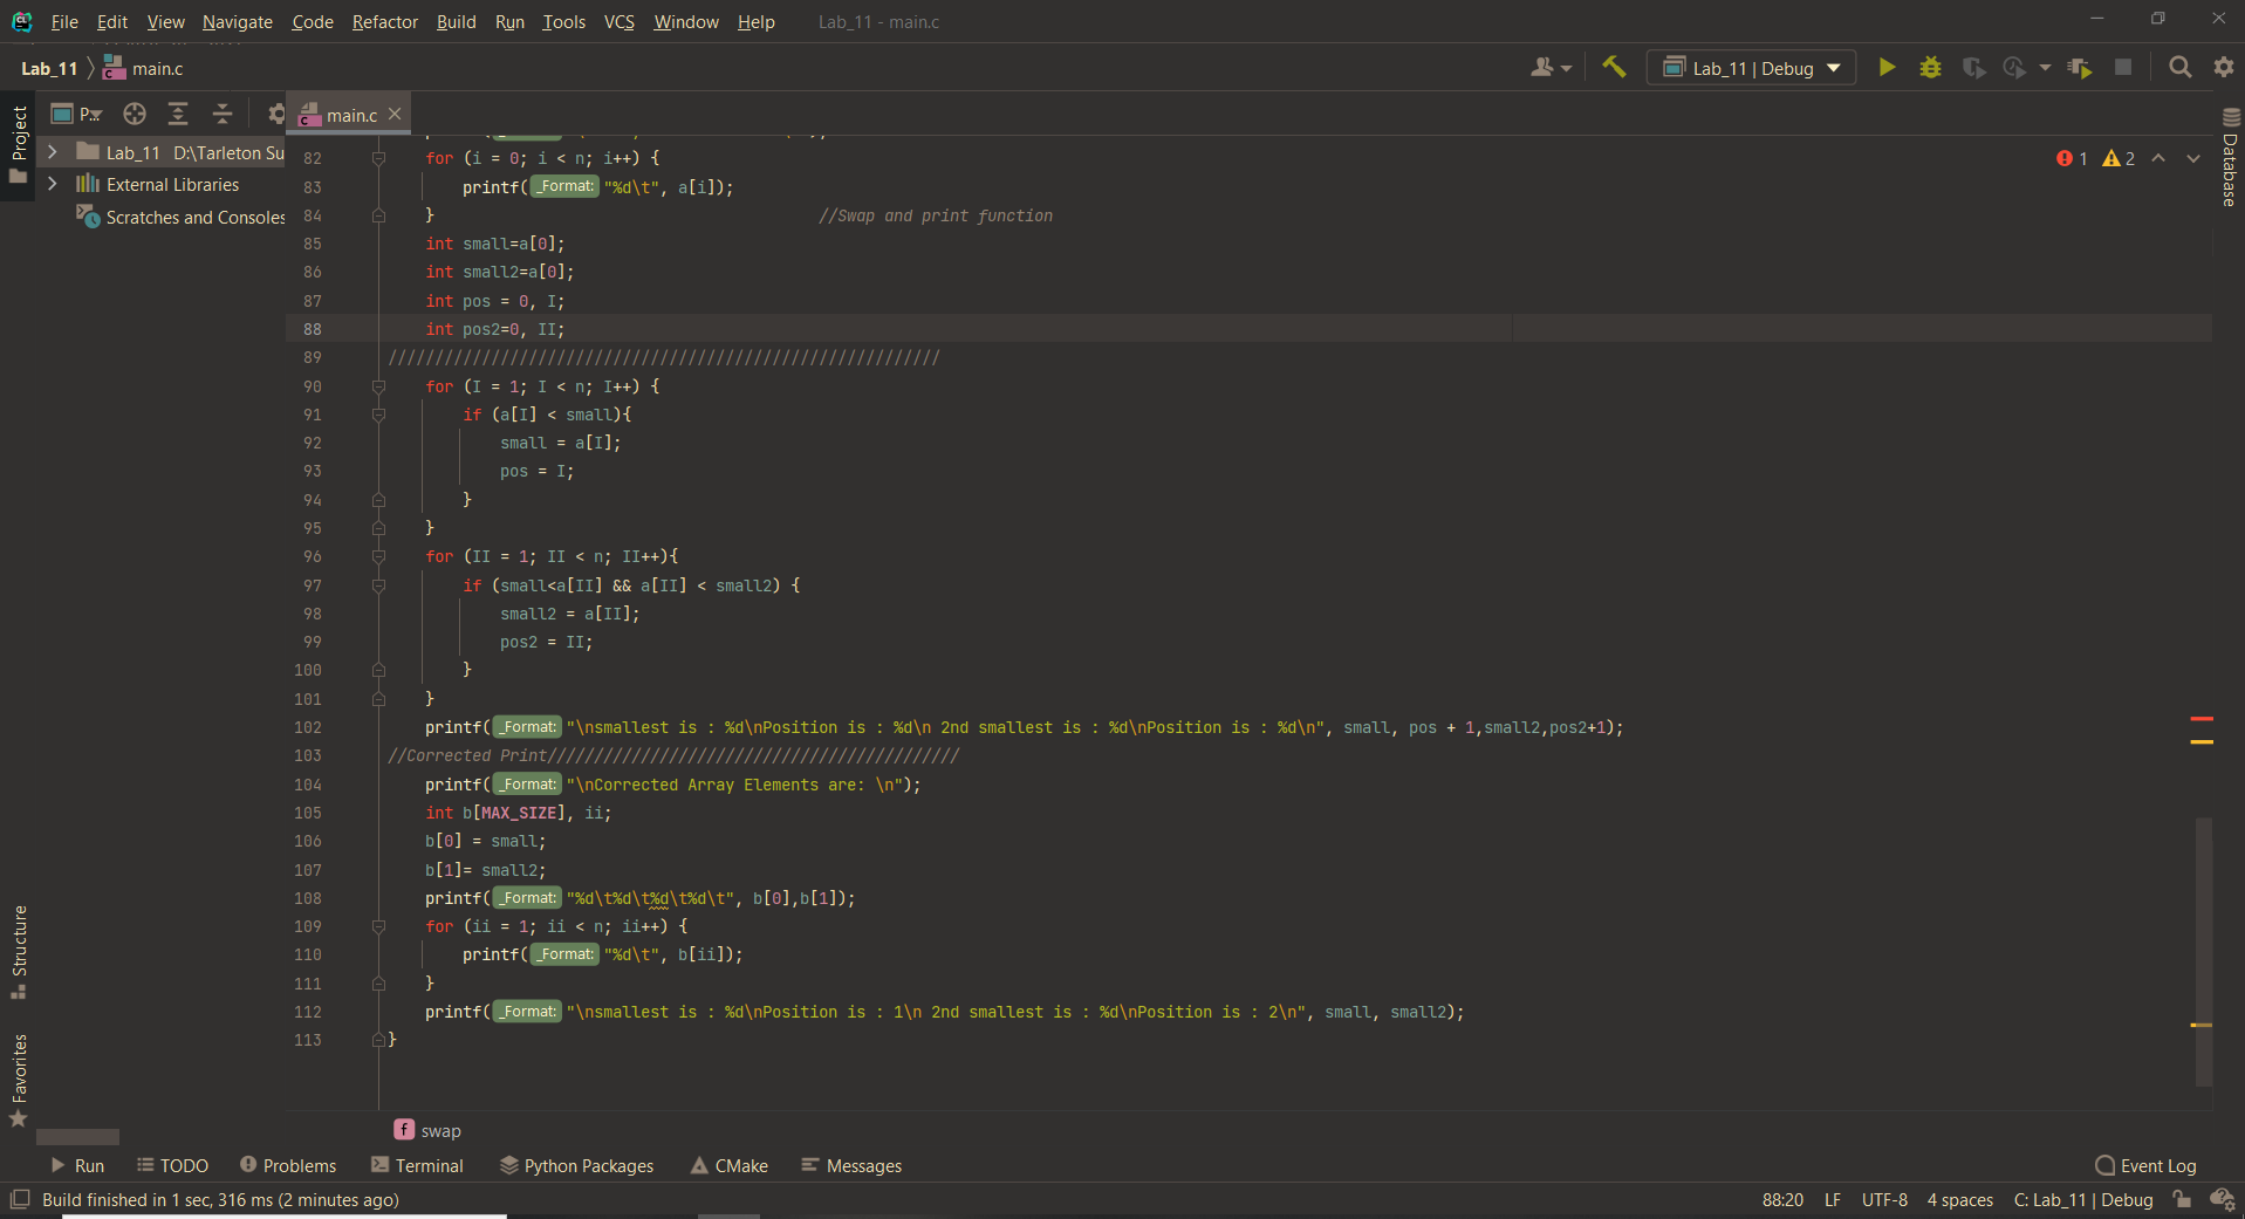 File Edit View Navigate Code Refactor Build Run Tools VCS Window Help Lab_11 - main.c
Lab_11 main.c Lab_11 | Debug
Project P... main.c
Lab_11 D:\Tarleton Su
External Libraries
Scratches and Consoles
1 2
Database
82 for (i = 0; i < n; i++) {
83 printf( _Format: "%d\t", a[i]);
84 } //Swap and print function
85 int small=a[0];
86 int small2=a[0];
87 int pos = 0, I;
88 int pos2=0, II;
89 ///////////////////////////////////////////////////////////
90 for (I = 1; I < n; I++) {
91 if (a[I] < small){
92 small = a[I];
93 pos = I;
94 }
95 }
96 for (II = 1; II < n; II++){
97 if (small<a[II] && a[II] < small2) {
98 small2 = a[II];
99 pos2 = II;
100 }
101 }
102 printf( _Format: "\nsmallest is : %d\nPosition is : %d\n 2nd smallest is : %d\nPosition is : %d\n", small, pos + 1,small2,pos2+1);
103 //Corrected Print////////////////////////////////////////////
104 printf( _Format: "\nCorrected Array Elements are: \n");
105 int b[MAX_SIZE], ii;
106 b[0] = small;
107 b[1]= small2;
108 printf( _Format: "%d\t%d\t%d\t%d\t", b[0],b[1]);
109 for (ii = 1; ii < n; ii++) {
110 printf( _Format: "%d\t", b[ii]);
111 }
112 printf( _Format: "\nsmallest is : %d\nPosition is : 1\n 2nd smallest is : %d\nPosition is : 2\n", small, small2);
113 }
Structure
Favorites
f swap
Run TODO Problems Terminal Python Packages CMake Messages Event Log
Build finished in 1 sec, 316 ms (2 minutes ago) 88:20 LF UTF-8 4 spaces C: Lab_11 | Debug